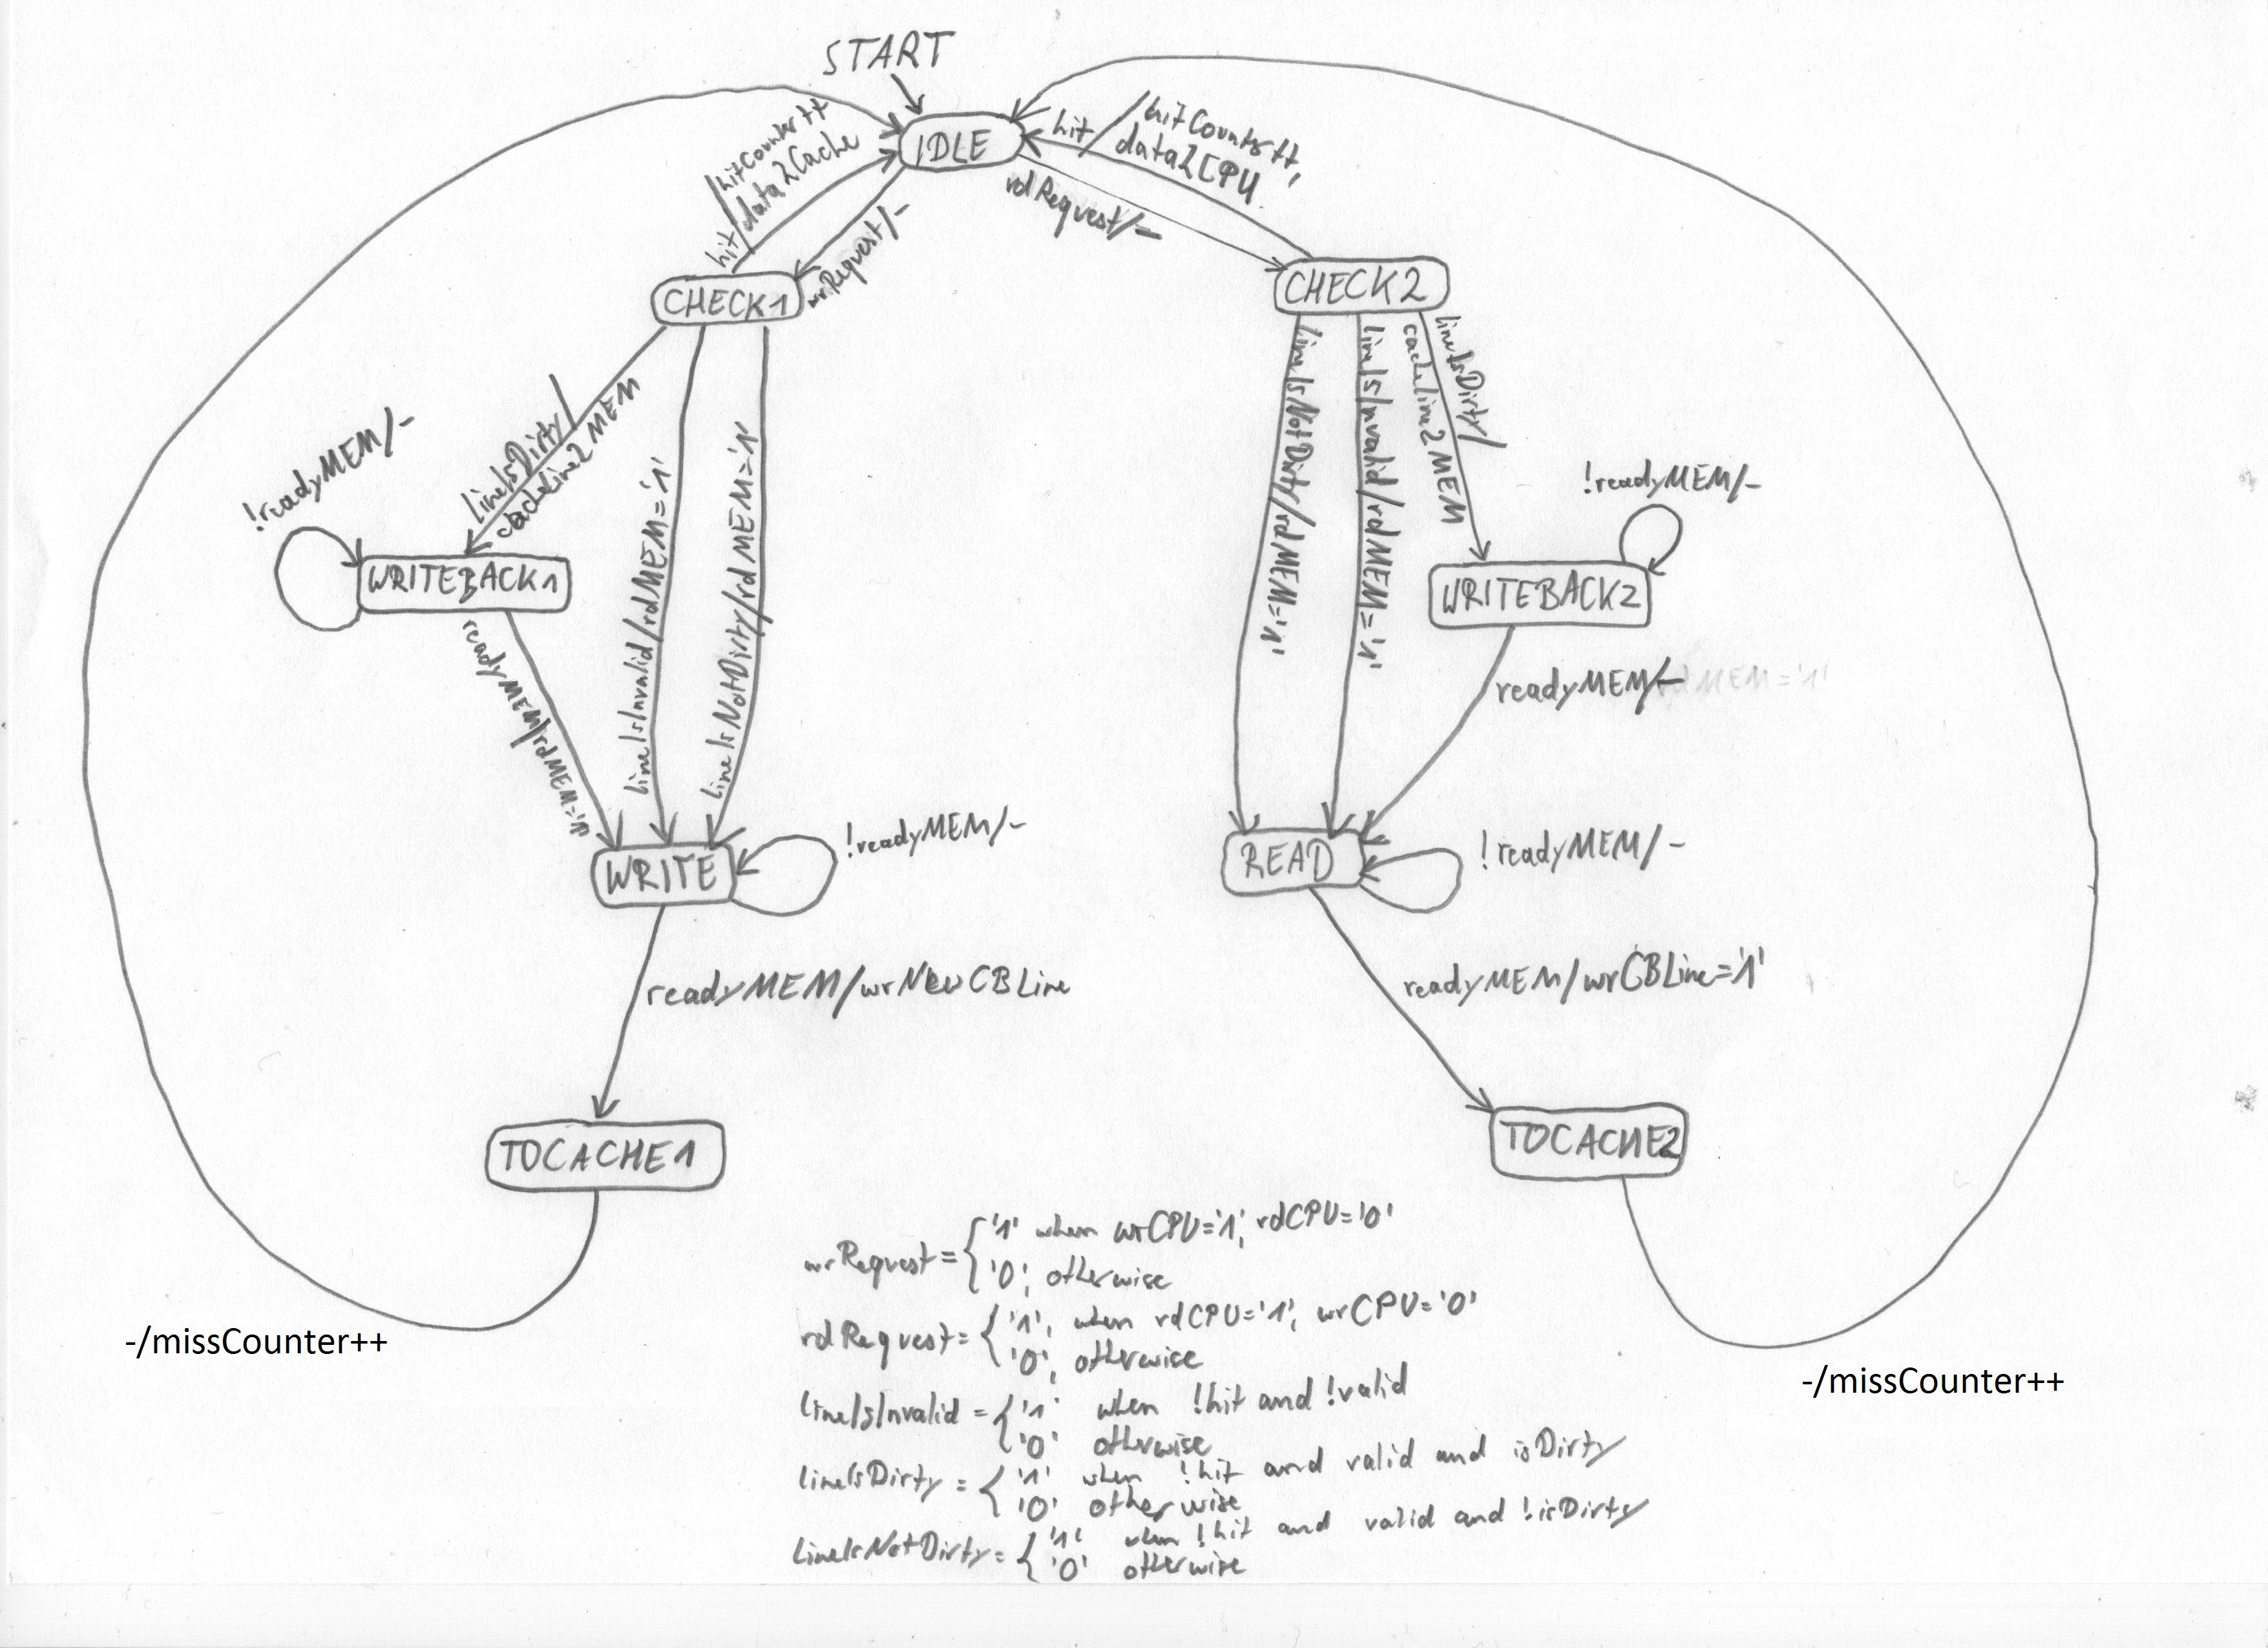 START
IDLE
hit/hitCounter++
data2Cache
wrRequest/-
hit/hitCounter++,
data2CPU
rdRequest/-
CHECK1
CHECK2
lineIsDirty/
cacheLine2MEM
lineIsInvalid/rdMEM='1'
lineIsNotDirty/rdMEM='1'
lineIsNotDirty/rdMEM='1'
lineIsInvalid/rdMEM='1'
lineIsDirty/
cacheline2MEM
!readyMEM/-
WRITEBACK1
!readyMEM/-
WRITEBACK2
readyMEM/rdMEM='1'
readyMEM/-
WRITE
!readyMEM/-
READ
!readyMEM/-
readyMEM/wrNewCBLine
readyMEM/wrCBLine='1'
TOCACHE1
TOCACHE2
-/missCounter++
-/missCounter++
wrRequest = { '1' when wrCPU='1', rdCPU='0'
'0', otherwise
rdRequest = { '1', when rdCPU='1', wrCPU='0'
'0', otherwise
lineIsInvalid = { '1' when !hit and !valid
'0' otherwise
lineIsDirty = { '1' when !hit and valid and isDirty
'0' otherwise
lineIsNotDirty = { '1' when !hit and valid and !isDirty
'0' otherwise